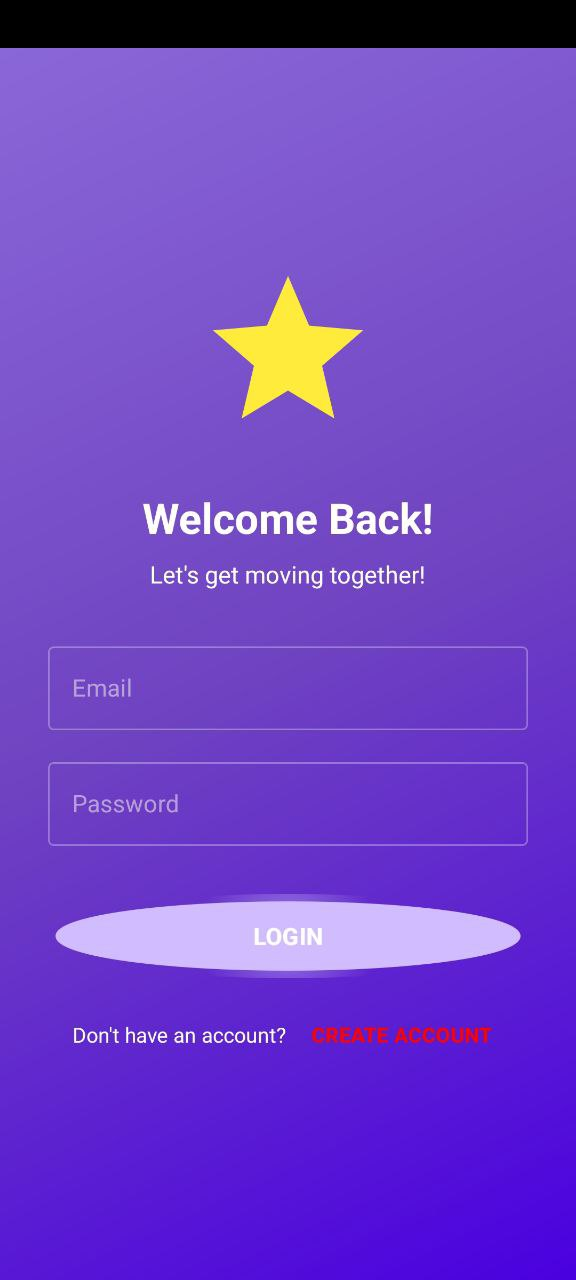 Welcome Back!
Let's get moving together!
Email
Password
LOGIN
Don't have an account? CREATE ACCOUNT